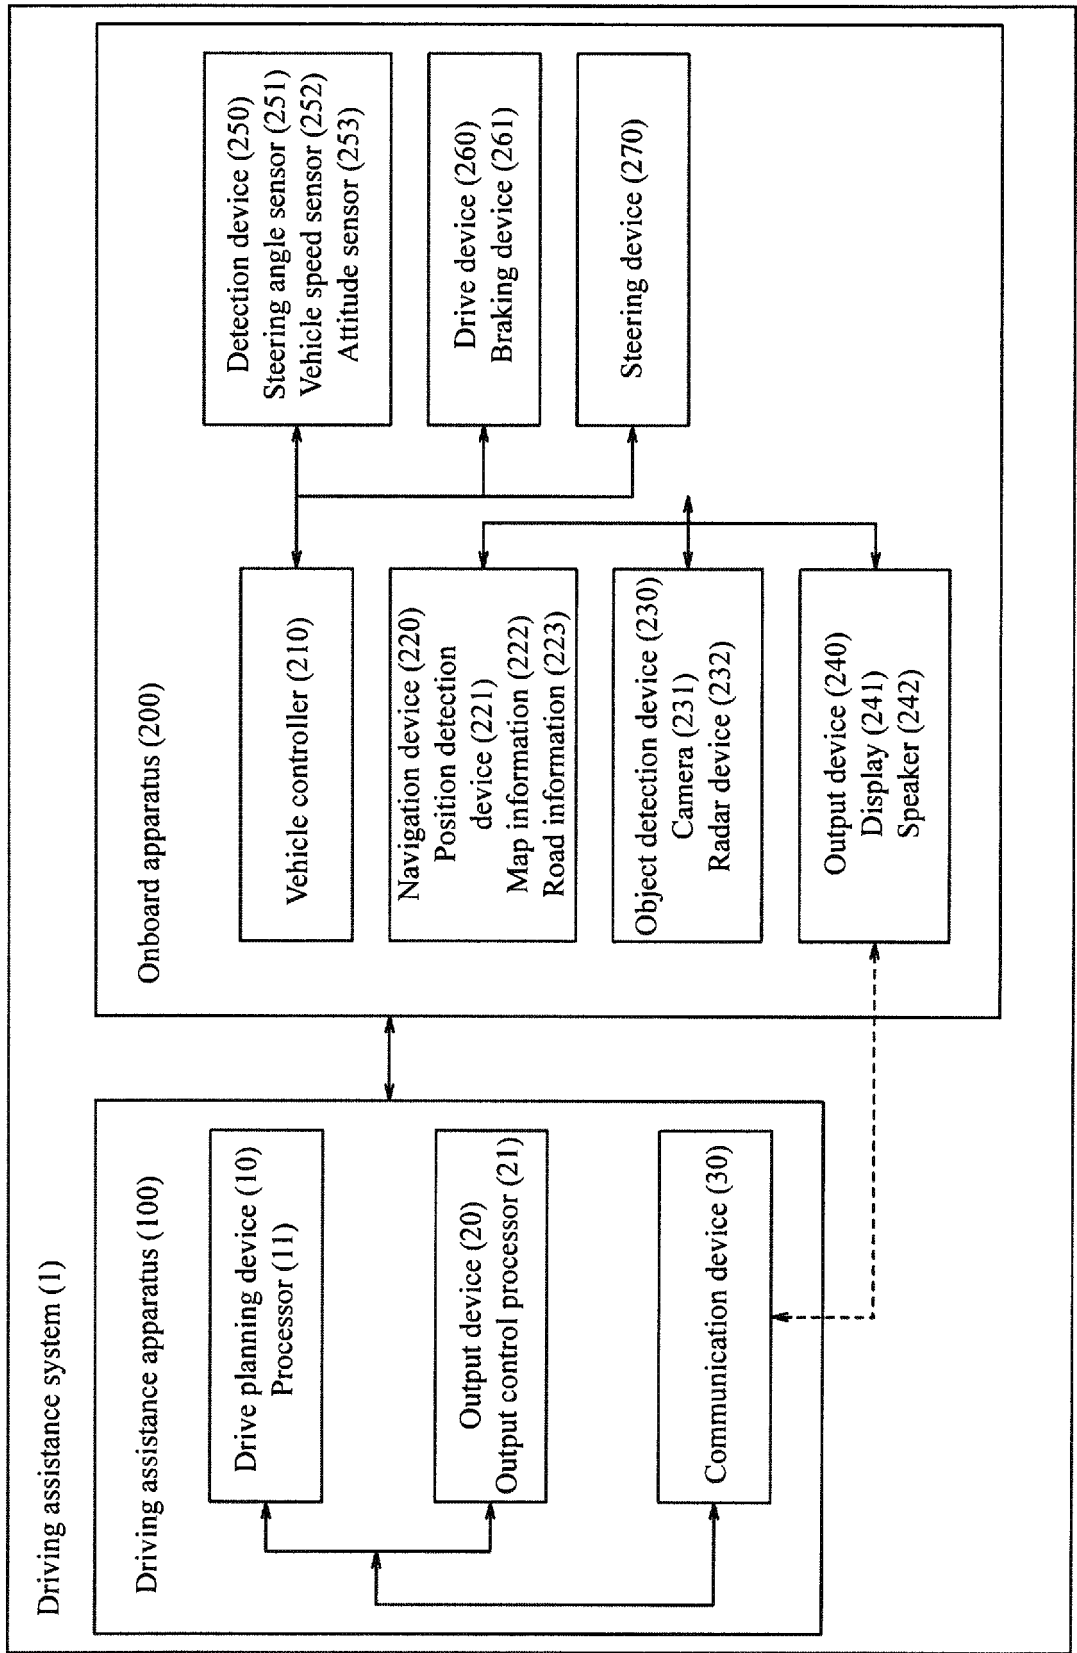 Driving assistance system (1)
Driving assistance apparatus (100)
Drive planning device (10)
Processor (11)
Output device (20)
Output control processor (21)
Communication device (30)
Onboard apparatus (200)
Vehicle controller (210)
Navigation device (220)
Position detection
device (221)
Map information (222)
Road information (223)
Object detection device (230)
Camera (231)
Radar device (232)
Output device (240)
Display (241)
Speaker (242)
Detection device (250)
Steering angle sensor (251)
Vehicle speed sensor (252)
Attitude sensor (253)
Drive device (260)
Braking device (261)
Steering device (270)